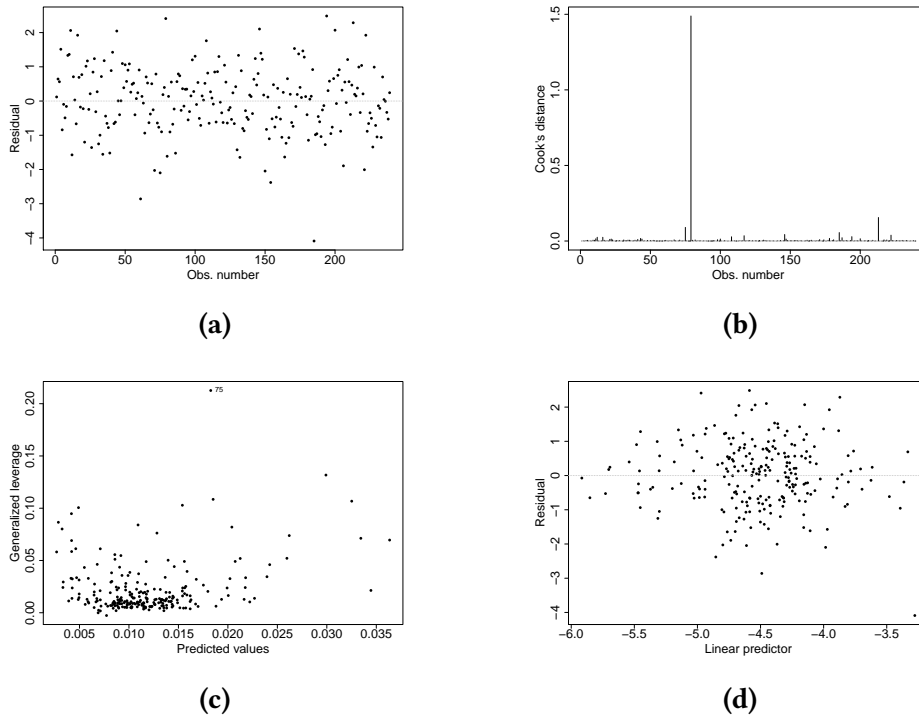 2
1
0
−1
−2
−3
−4
Residual
0 50 100 150 200
Obs. number
(a)
1.5
1.0
0.5
0.0
Cook's distance
0 50 100 150 200
Obs. number
(b)
0.20
0.15
0.10
0.05
0.00
Generalized leverage
75
0.005 0.010 0.015 0.020 0.025 0.030 0.035
Predicted values
(c)
2
1
0
−1
−2
−3
−4
Residual
−6.0 −5.5 −5.0 −4.5 −4.0 −3.5
Linear predictor
(d)